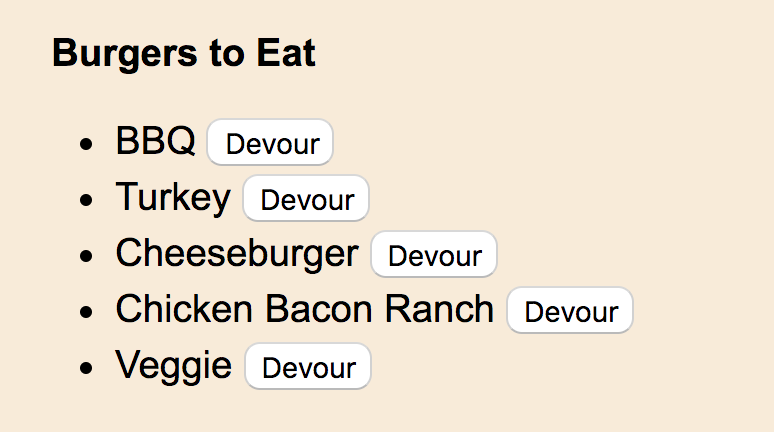 Burgers to Eat
• BBQ Devour
• Turkey Devour
• Cheeseburger Devour
• Chicken Bacon Ranch Devour
• Veggie Devour